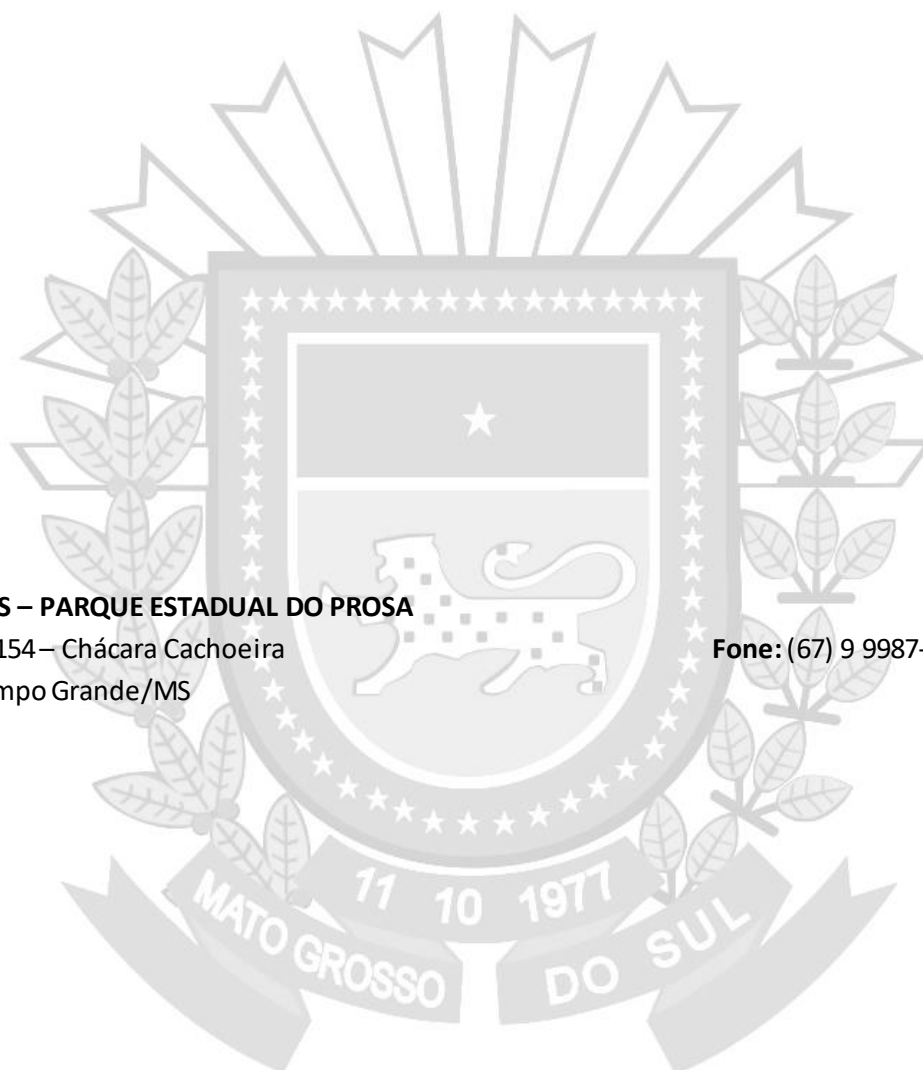 S – PARQUE ESTADUAL DO PROSA
154 – Chácara Cachoeira Fone: (67) 9 9987-
mpo Grande/MS
11 10 1977
MATO GROSSO DO SUL